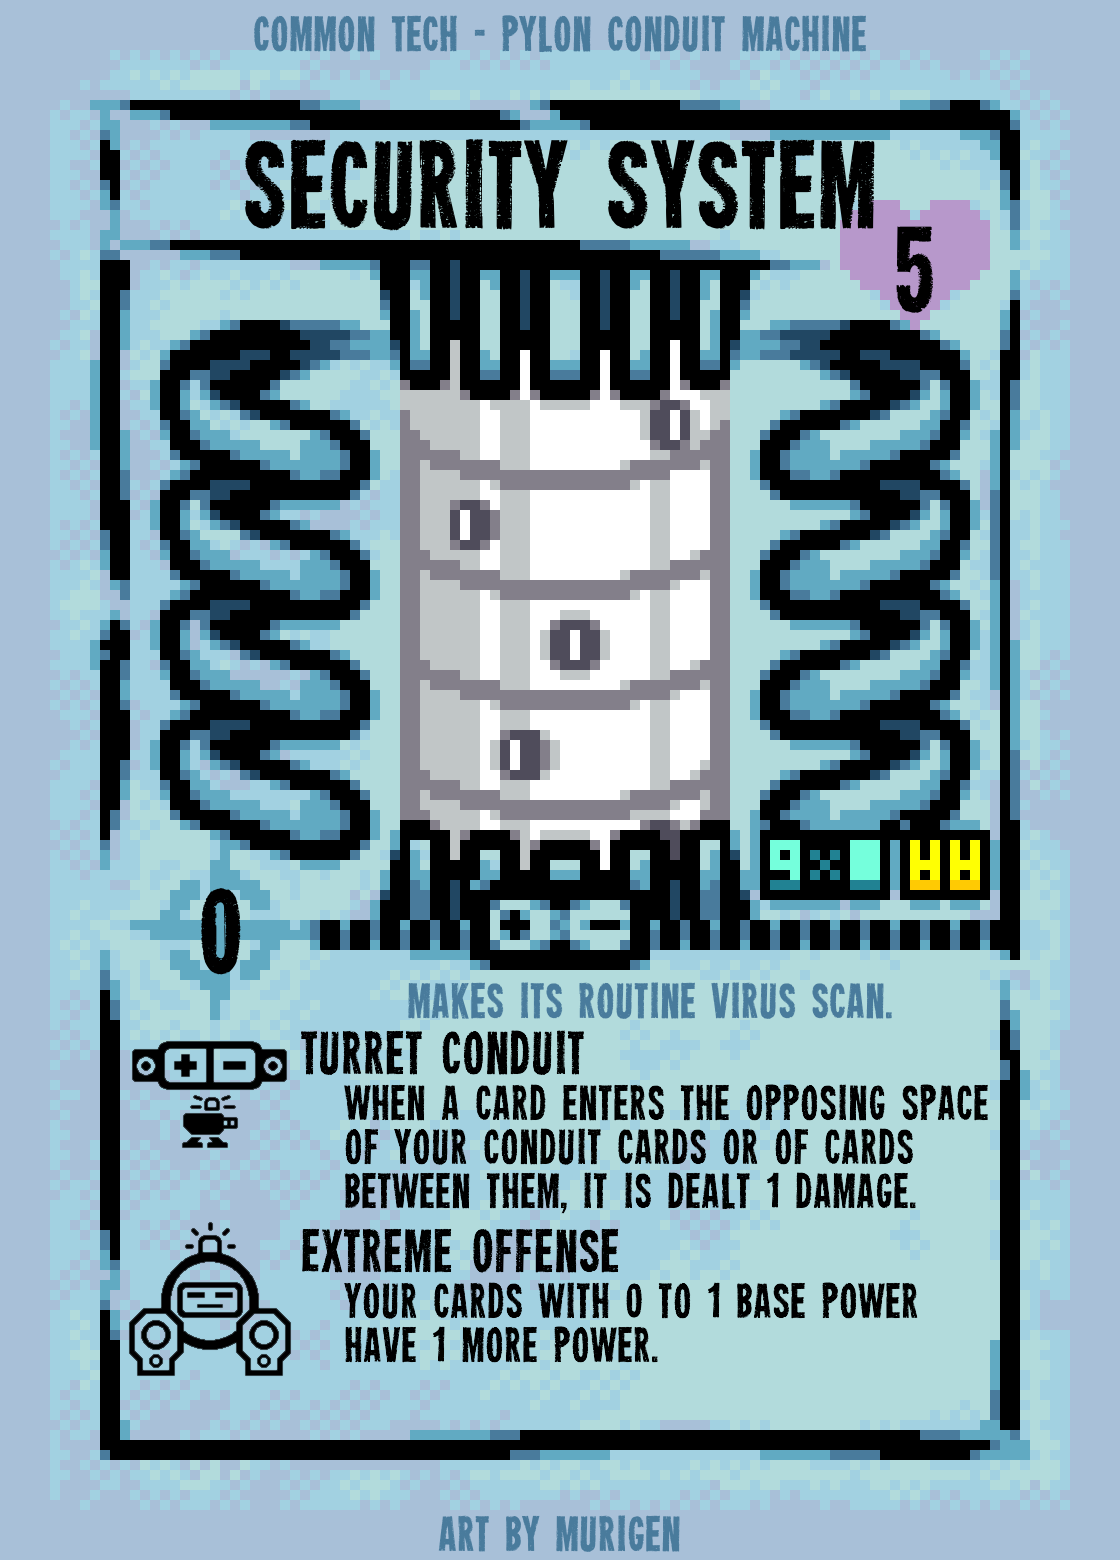 COMMON TECH - PYLON CONDUIT MACHINE
SECURITY SYSTEM
5
9×
0
MAKES ITS ROUTINE VIRUS SCAN.
TURRET CONDUIT
WHEN A CARD ENTERS THE OPPOSING SPACE
OF YOUR CONDUIT CARDS OR OF CARDS
BETWEEN THEM, IT IS DEALT 1 DAMAGE.
EXTREME OFFENSE
YOUR CARDS WITH 0 TO 1 BASE POWER
HAVE 1 MORE POWER.
ART BY MURIGEN